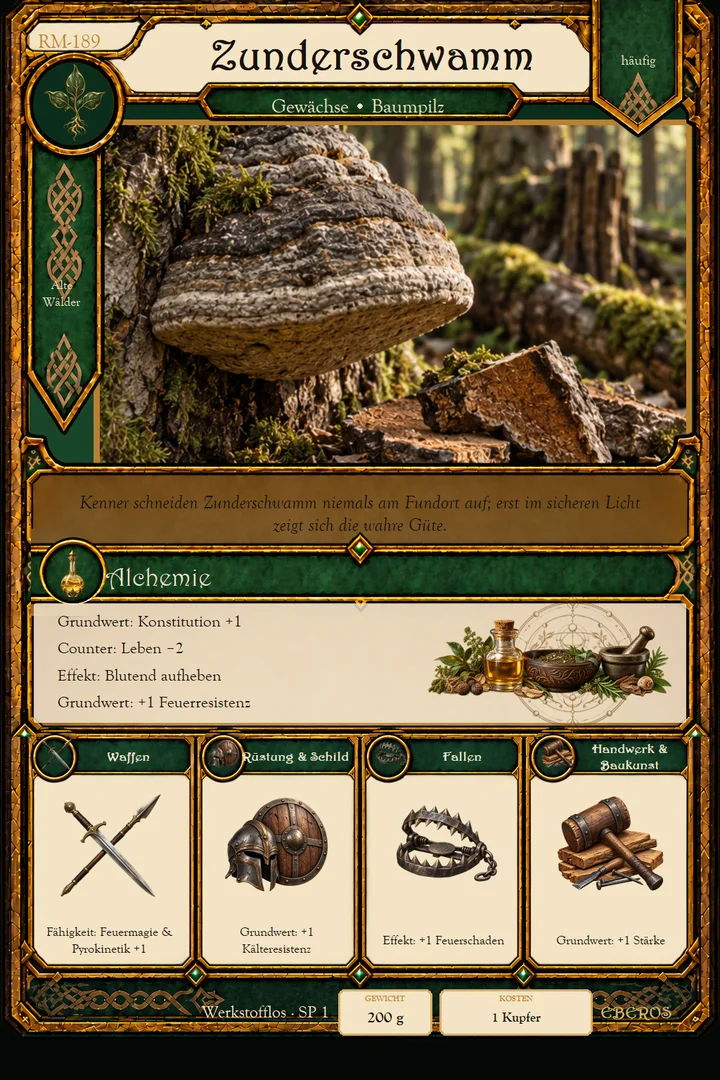 RM-189
Zunderschwamm
häufig
Gewächse • Baumpilz
Alte
Wälder
Kenner schneiden Zunderschwamm niemals am Fundort auf; erst im sicheren Licht
zeigt sich die wahre Güte.
Alchemie
Grundwert: Konstitution +1
Counter: Leben −2
Effekt: Blutend aufheben
Grundwert: +1 Feuerresistenz
Waffen
Rüstung & Schild
Fallen
Handwerk &
Baukunst
Fähigkeit: Feuermagie &
Pyrokinetik +1
Grundwert: +1
Kälteresistenz
Effekt: +1 Feuerschaden
Grundwert: +1 Stärke
Werkstofflos · SP 1
GEWICHT
200 g
KOSTEN
1 Kupfer
EBEROS